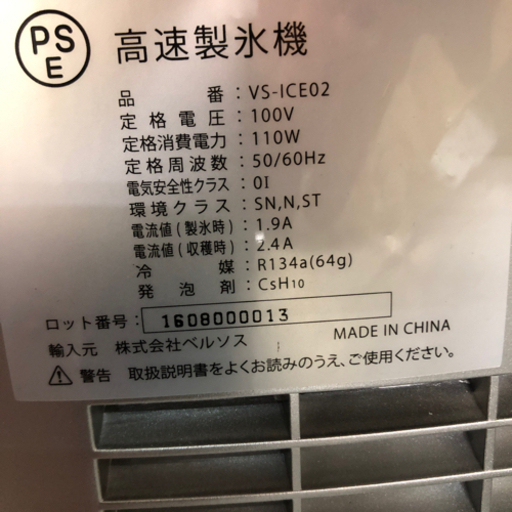 PS
E
高速製氷機
品番:VS-ICE02
定格電圧:100V
定格消費電力:110W
定格周波数:50/60Hz
電気安全性クラス:0I
環境クラス:SN,N,ST
電流値(製氷時):1.9A
電流値(収穫時):2.4A
冷媒:R134a(64g)
発泡剤:CsH10
ロット番号:1608000013
輸入元 株式会社ベルソス MADE IN CHINA
警告 取扱説明書をよくお読みのうえ、ご使用ください。